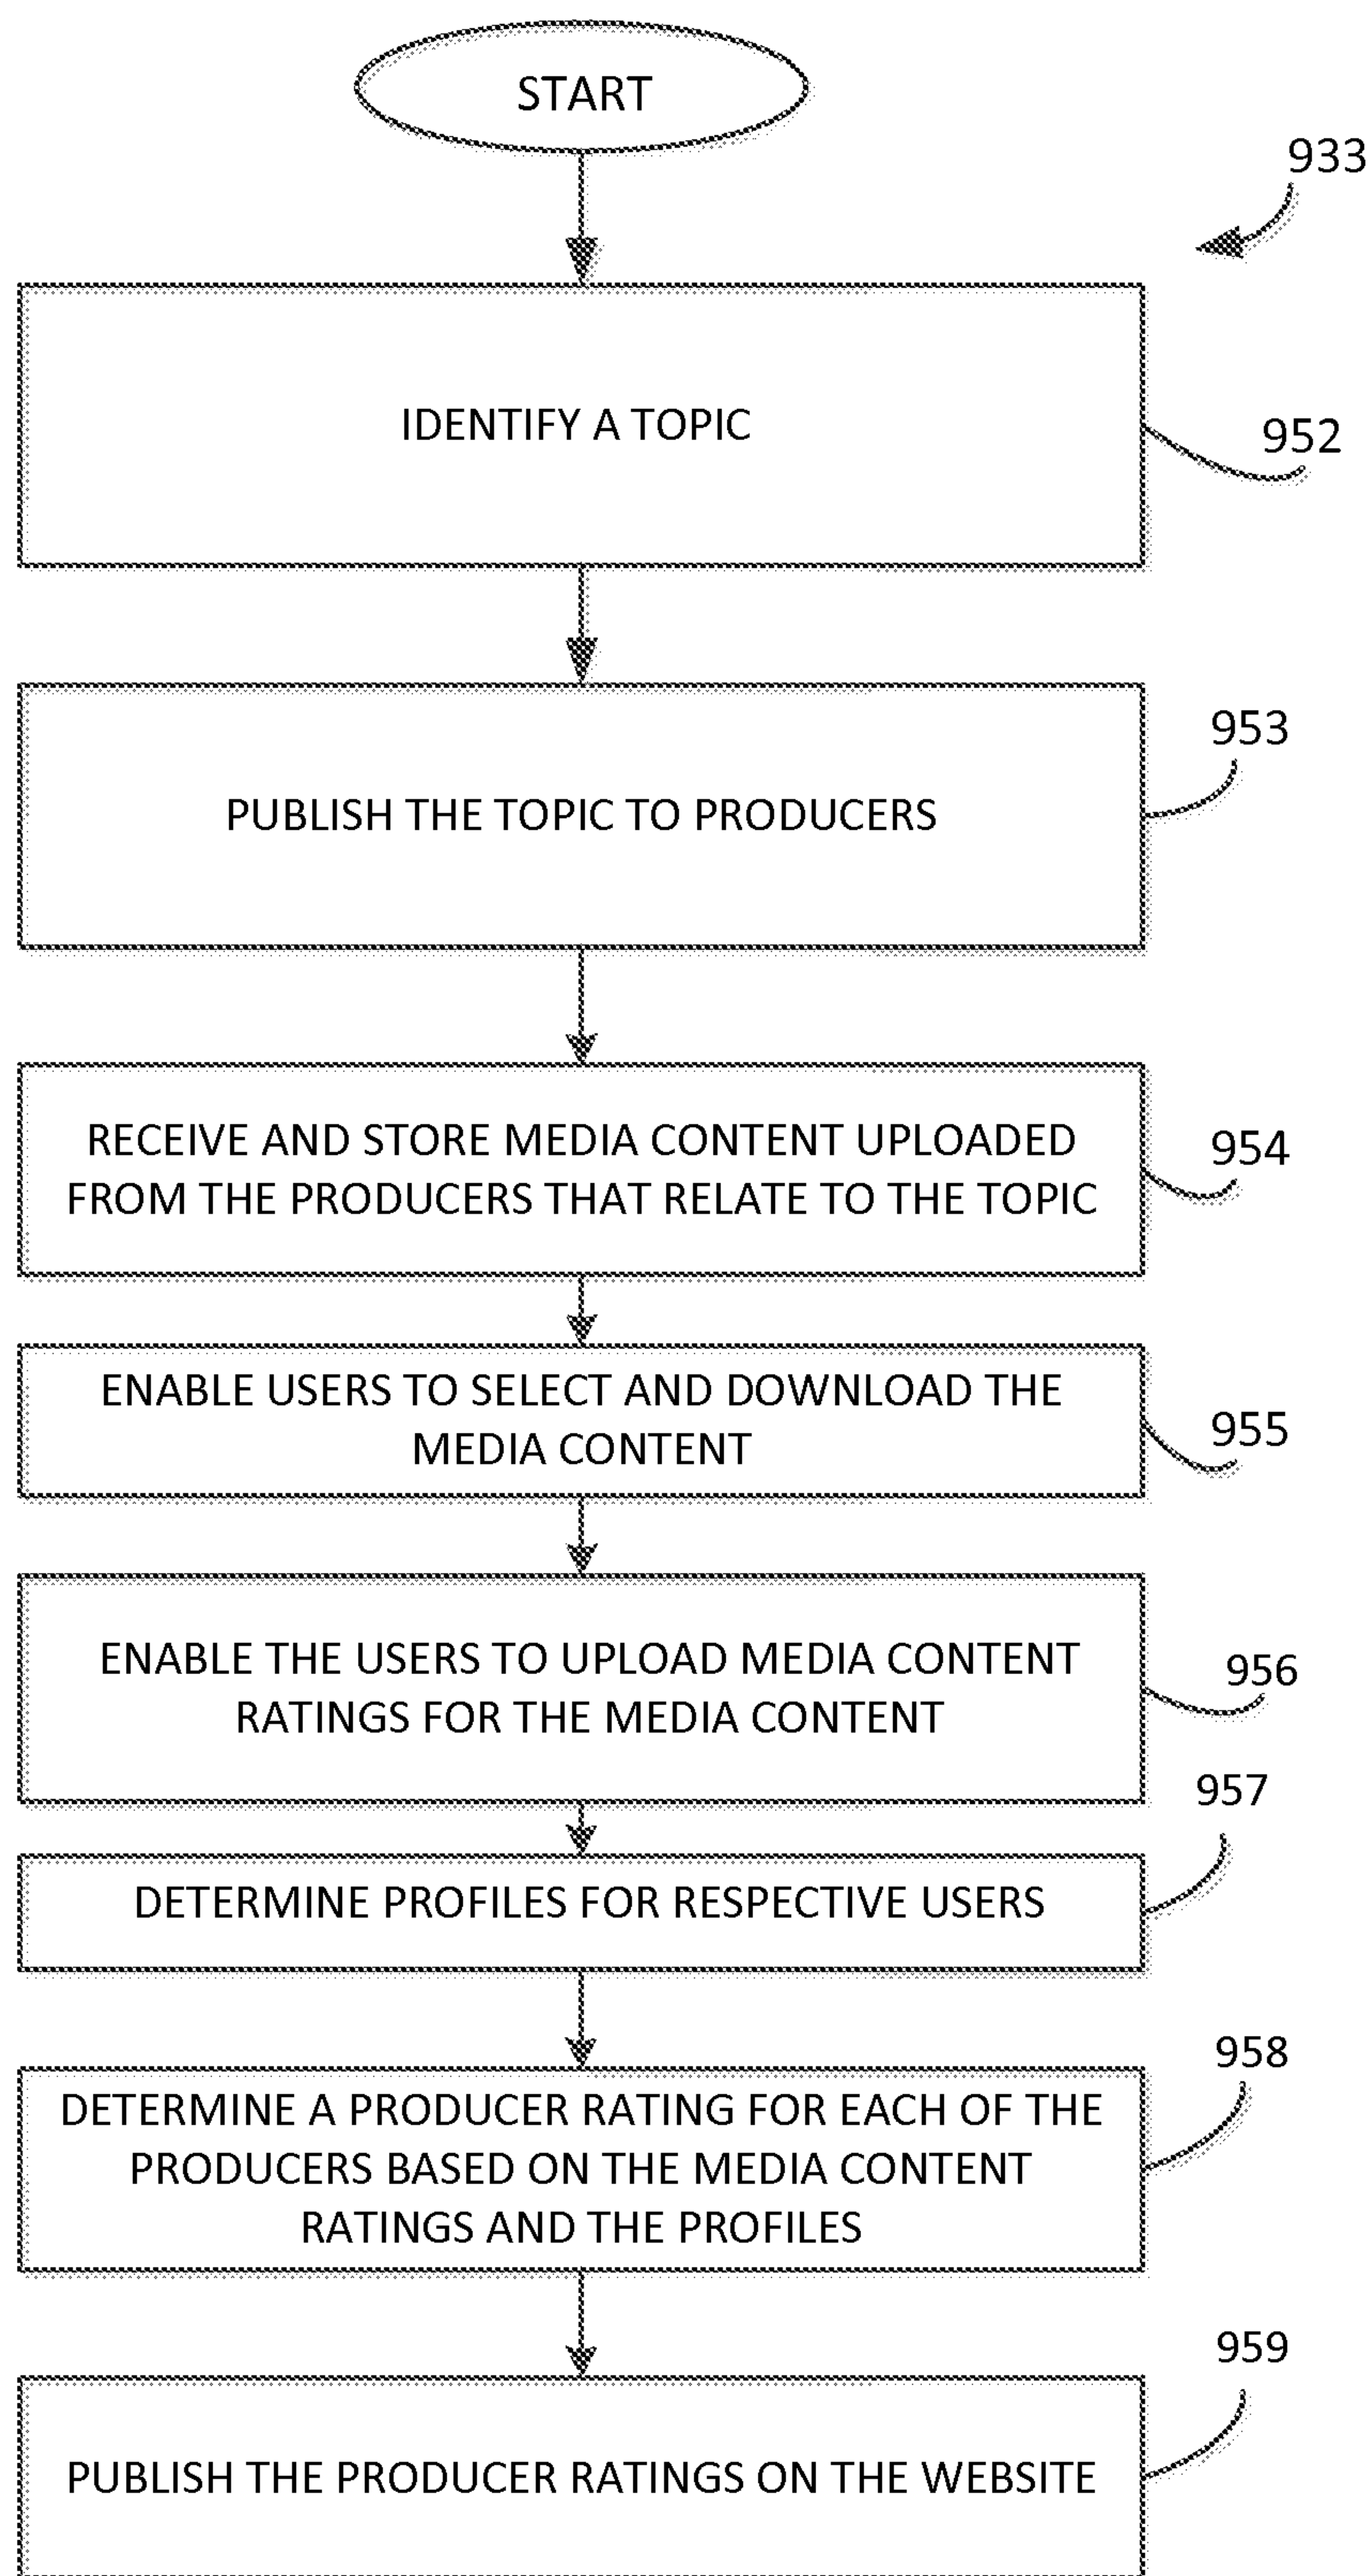 START
933
IDENTIFY A TOPIC
952
PUBLISH THE TOPIC TO PRODUCERS
953
RECEIVE AND STORE MEDIA CONTENT UPLOADED
FROM THE PRODUCERS THAT RELATE TO THE TOPIC
954
ENABLE USERS TO SELECT AND DOWNLOAD THE
MEDIA CONTENT
955
ENABLE THE USERS TO UPLOAD MEDIA CONTENT
RATINGS FOR THE MEDIA CONTENT
956
957
DETERMINE PROFILES FOR RESPECTIVE USERS
958
DETERMINE A PRODUCER RATING FOR EACH OF THE
PRODUCERS BASED ON THE MEDIA CONTENT
RATINGS AND THE PROFILES
959
PUBLISH THE PRODUCER RATINGS ON THE WEBSITE